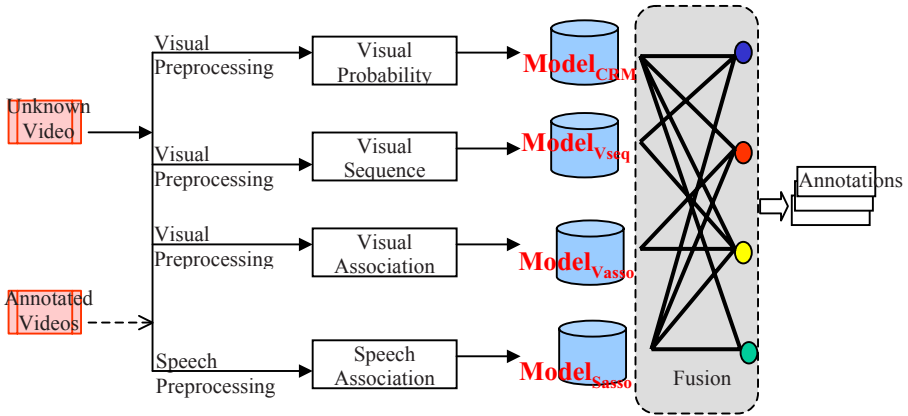 Visual
Preprocessing
Visual
Probability
Model_CRM
Unknown
Video
Visual
Preprocessing
Visual
Sequence
Model_Vseq
Annotations
Visual
Preprocessing
Visual
Association
Model_Vasso
Annotated
Videos
Speech
Preprocessing
Speech
Association
Model_Sasso
Fusion